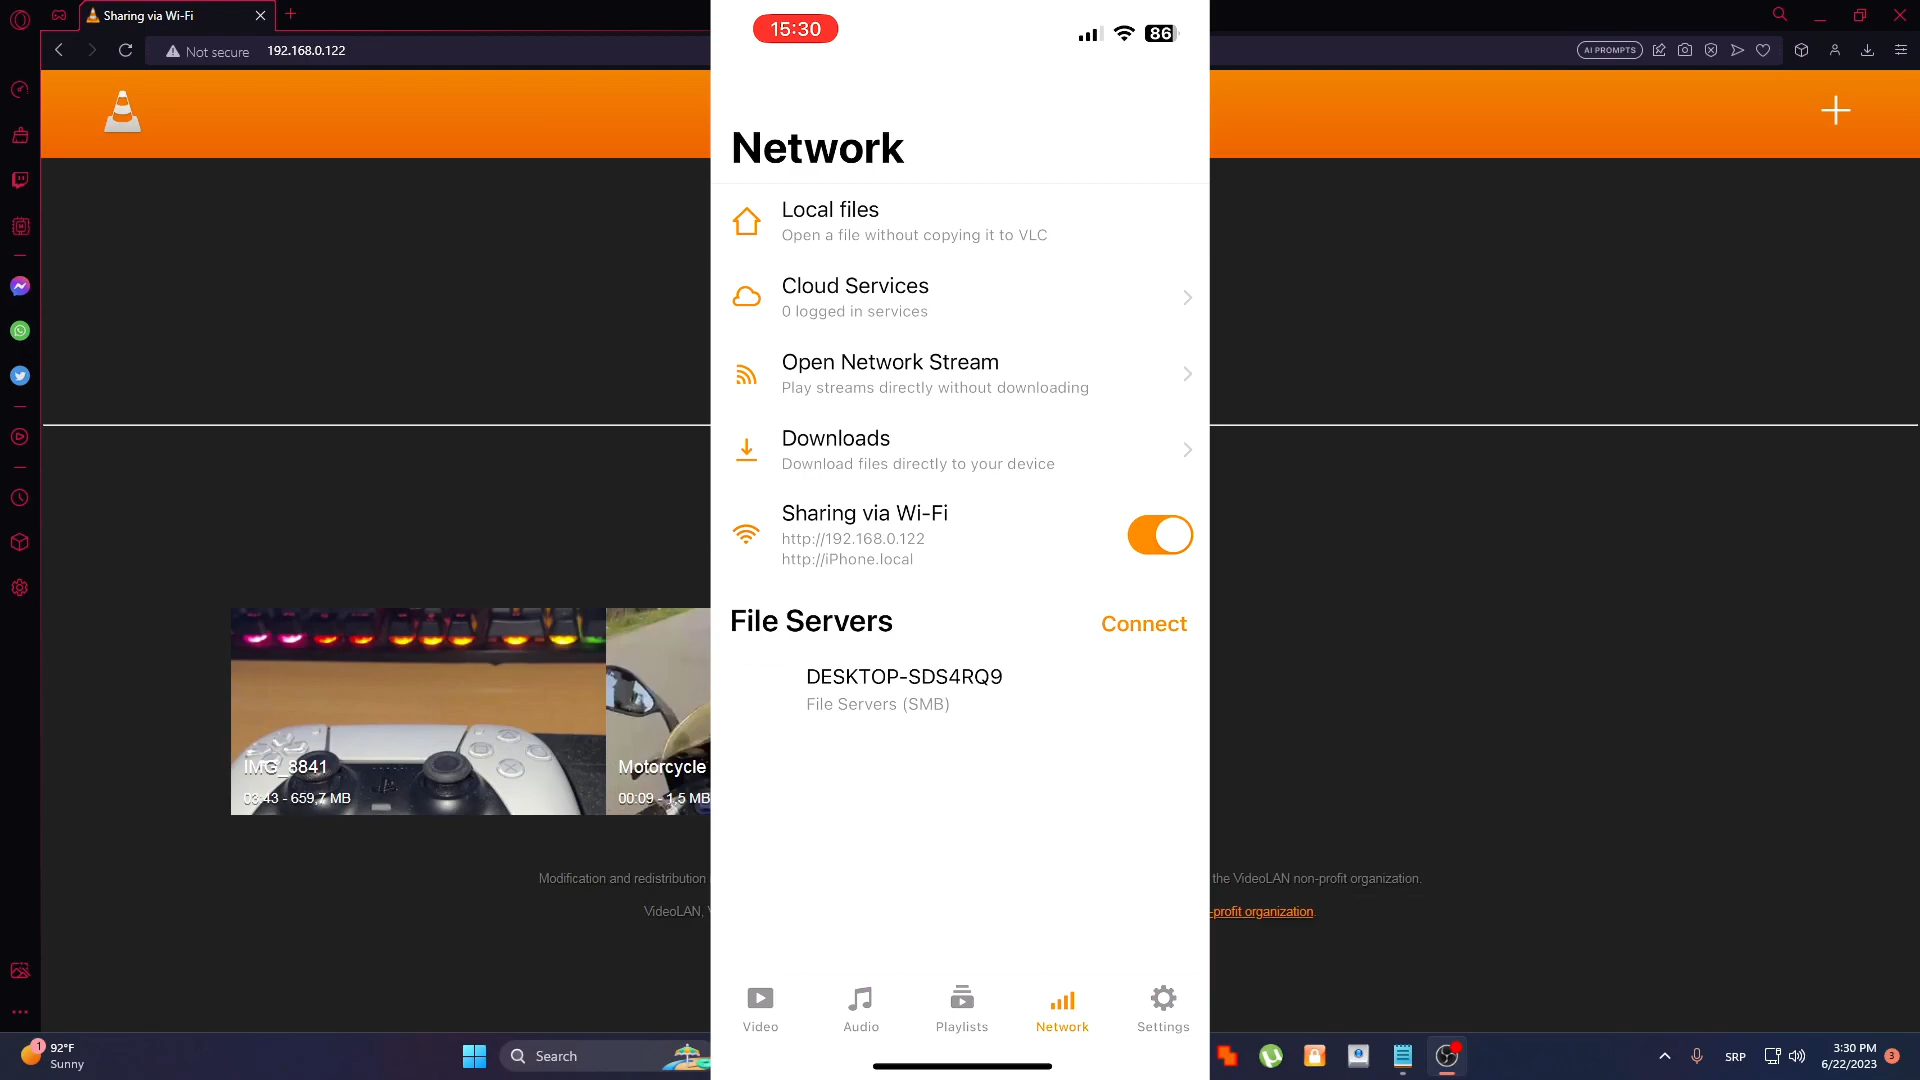 Sharing via Wi-Fi
Not secure 192.168.0.122
AI PROMPTS
15:30
86
Network
Local files
Open a file without copying it to VLC
Cloud Services
0 logged in services
Open Network Stream
Play streams directly without downloading
Downloads
Download files directly to your device
Sharing via Wi-Fi
http://192.168.0.122
http://iPhone.local
File Servers
Connect
DESKTOP-SDS4RQ9
File Servers (SMB)
IMG_8841
03:43 - 659,7 MB
Motorcycle
00:09 - 1,5 MB
Modification and redistribution
the VideoLAN non-profit organization.
VideoLAN,
-profit organization.
Video
Audio
Playlists
Network
Settings
1
92°F
Sunny
Search
SRP
3:30 PM
6/22/2023
3